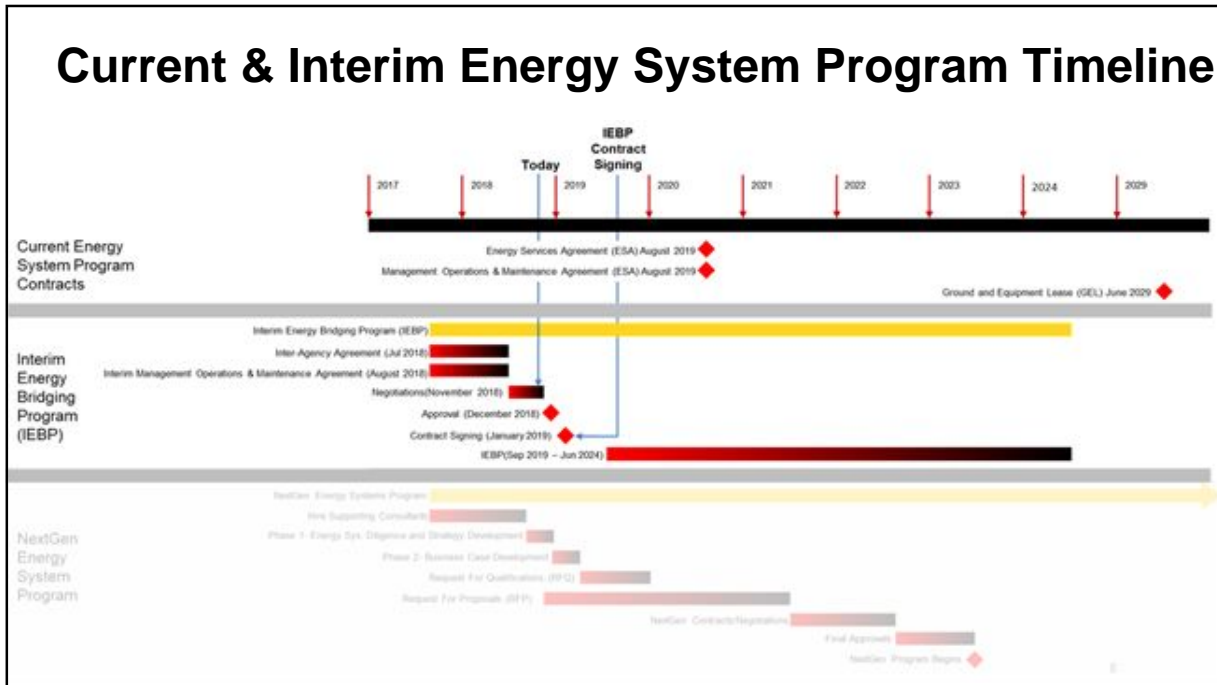 Current & Interim Energy System Program Timeline
IEBP
Contract
Signing
Today
2017
2018
2019
2020
2021
2022
2023
2024
2029
Current Energy
System Program
Contracts
Energy Services Agreement (ESA) August 2019
Management Operations & Maintenance Agreement (ESA) August 2019
Ground and Equipment Lease (GEL) June 2029
Interim
Energy
Bridging
Program
(IEBP)
Interim Energy Bridging Program (IEBP)
Inter-Agency Agreement (Jul 2018)
Interim Management Operations & Maintenance Agreement (August 2018)
Negotiations(November 2018)
Approval (December 2018)
Contract Signing (January 2019)
IEBP(Sep 2019 – Jun 2024)
NextGen
Energy
System
Program
NextGen Energy Systems Program
Hire Supporting Consultants
Phase 1: Energy Sys. Diligence and Strategy Development
Phase 2: Business Case Development
Request For Qualifications (RFQ)
Request For Proposals (RFP)
NextGen Contracts Negotiations
Final Approvals
NextGen Program Begins